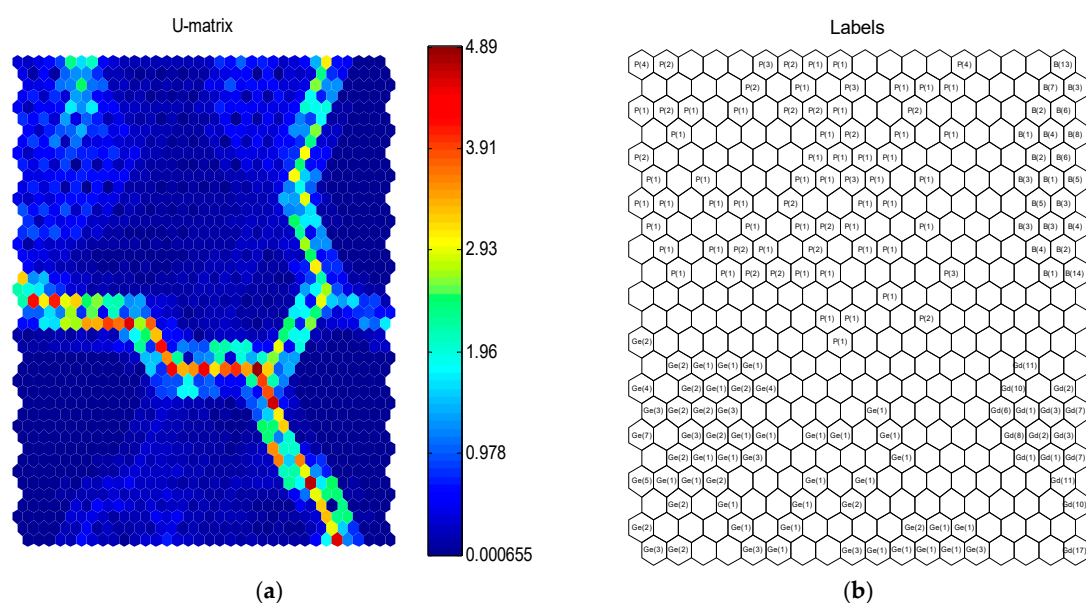 U-matrix
4.89
3.91
2.93
1.96
0.978
0.000655
(a)
Labels
P(4) P(2) P(3) P(2) P(1) P(1) P(4) B(13)
P(2) P(1) P(3) P(1) P(1) P(1) B(7) B(3)
P(1) P(2) P(1) P(1) P(2) P(2) P(1) P(2) B(2) B(6)
P(1) P(1) P(2) P(1) P(1) B(1) B(4) B(8)
P(2) P(1) P(1) P(1) P(1) B(2) B(6)
P(1) P(1) P(1) P(1) P(3) P(1) P(1) B(3) B(1) B(5)
P(1) P(1) P(2) P(1) P(1) B(5) B(3)
P(1) P(1) P(2) P(1) P(1) B(3) B(3) B(4)
P(1) P(1) P(2) P(1) P(2) P(1) P(1) B(4) B(2)
P(1) P(1) P(2) P(2) P(1) P(1) P(3) B(1) B(14)
P(1)
P(1) P(1) P(2)
Ge(2) P(1)
Ge(2) Ge(1) Ge(1) Ge(1) Gd(11)
Ge(4) Ge(2) Ge(1) Ge(2) Ge(4) Gd(10) Gd(2)
Ge(3) Ge(2) Ge(2) Ge(3) Ge(1) Gd(6) Gd(1) Gd(3) Gd(7)
Ge(7) Ge(3) Ge(2) Ge(1) Ge(1) Ge(1) Ge(1) Ge(1) Gd(8) Gd(2) Gd(3)
Ge(2) Ge(1) Ge(1) Ge(3) Ge(1) Gd(1) Gd(1) Gd(7)
Ge(5) Ge(1) Ge(1) Ge(2) Ge(1) Ge(1) Gd(11)
Ge(2) Ge(1) Ge(1) Ge(2) Gd(10)
Ge(2) Ge(1) Ge(1) Ge(2) Ge(1) Ge(1)
Ge(3) Ge(2) Ge(3) Ge(1) Ge(3) Ge(1) Ge(1) Ge(1) Ge(1) Ge(3) Gd(17)
(b)